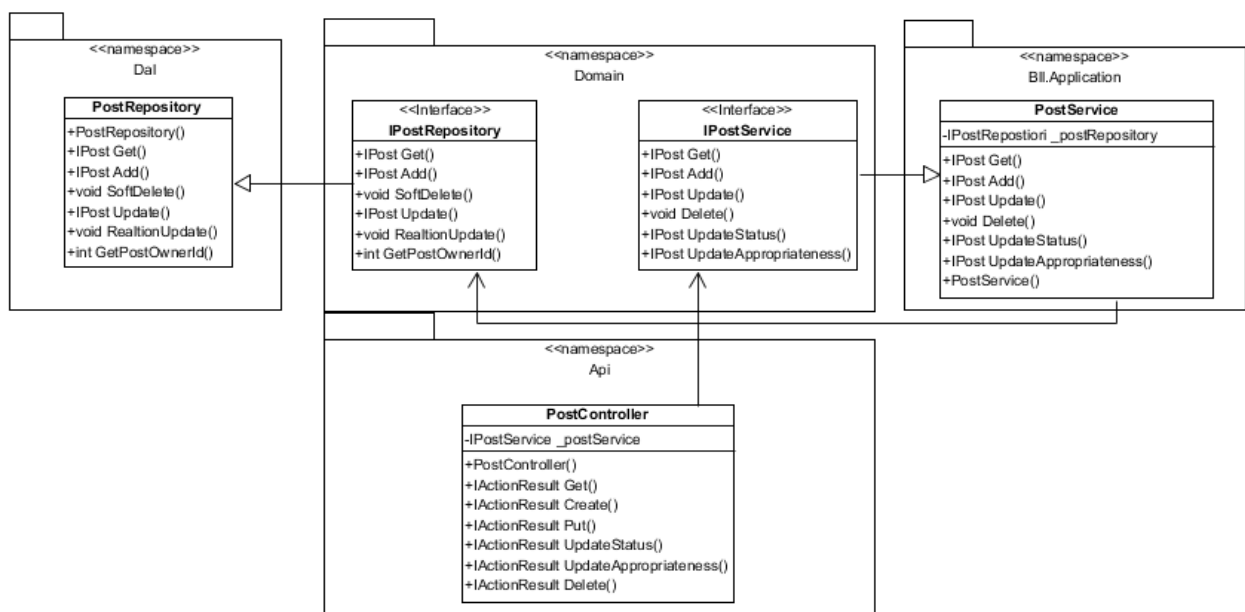 <<namespace>>
Dal
PostRepository
+PostRepository()
+IPost Get()
+IPost Add()
+void SoftDelete()
+IPost Update()
+void RealtionUpdate()
+int GetPostOwnerId()
<<namespace>>
Domain
<<Interface>>
IPostRepository
+IPost Get()
+IPost Add()
+void SoftDelete()
+IPost Update()
+void RealtionUpdate()
+int GetPostOwnerId()
<<Interface>>
IPostService
+IPost Get()
+IPost Add()
+IPost Update()
+void Delete()
+IPost UpdateStatus()
+IPost UpdateAppropriateness()
<<namespace>>
Bll.Application
PostService
-IPostRepostiori _postRepository
+IPost Get()
+IPost Add()
+IPost Update()
+void Delete()
+IPost UpdateStatus()
+IPost UpdateAppropriateness()
+PostService()
<<namespace>>
Api
PostController
-IPostService _postService
+PostController()
+IActionResult Get()
+IActionResult Create()
+IActionResult Put()
+IActionResult UpdateStatus()
+IActionResult UpdateAppropriateness()
+IActionResult Delete()